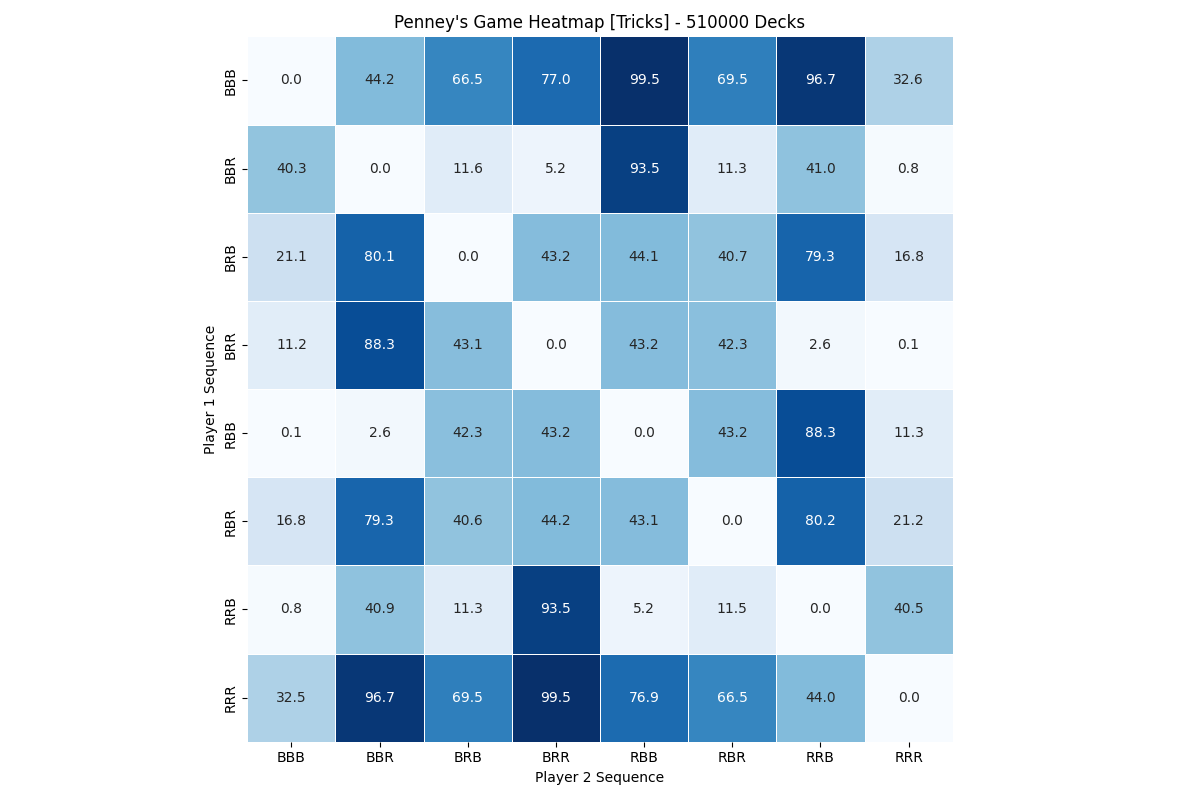 Penney's Game Heatmap [Tricks] - 510000 Decks
Player 1 Sequence
BBB 0.0 44.2 66.5 77.0 99.5 69.5 96.7 32.6
BBR 40.3 0.0 11.6 5.2 93.5 11.3 41.0 0.8
BRB 21.1 80.1 0.0 43.2 44.1 40.7 79.3 16.8
BRR 11.2 88.3 43.1 0.0 43.2 42.3 2.6 0.1
RBB 0.1 2.6 42.3 43.2 0.0 43.2 88.3 11.3
RBR 16.8 79.3 40.6 44.2 43.1 0.0 80.2 21.2
RRB 0.8 40.9 11.3 93.5 5.2 11.5 0.0 40.5
RRR 32.5 96.7 69.5 99.5 76.9 66.5 44.0 0.0
BBB BBR BRB BRR RBB RBR RRB RRR
Player 2 Sequence